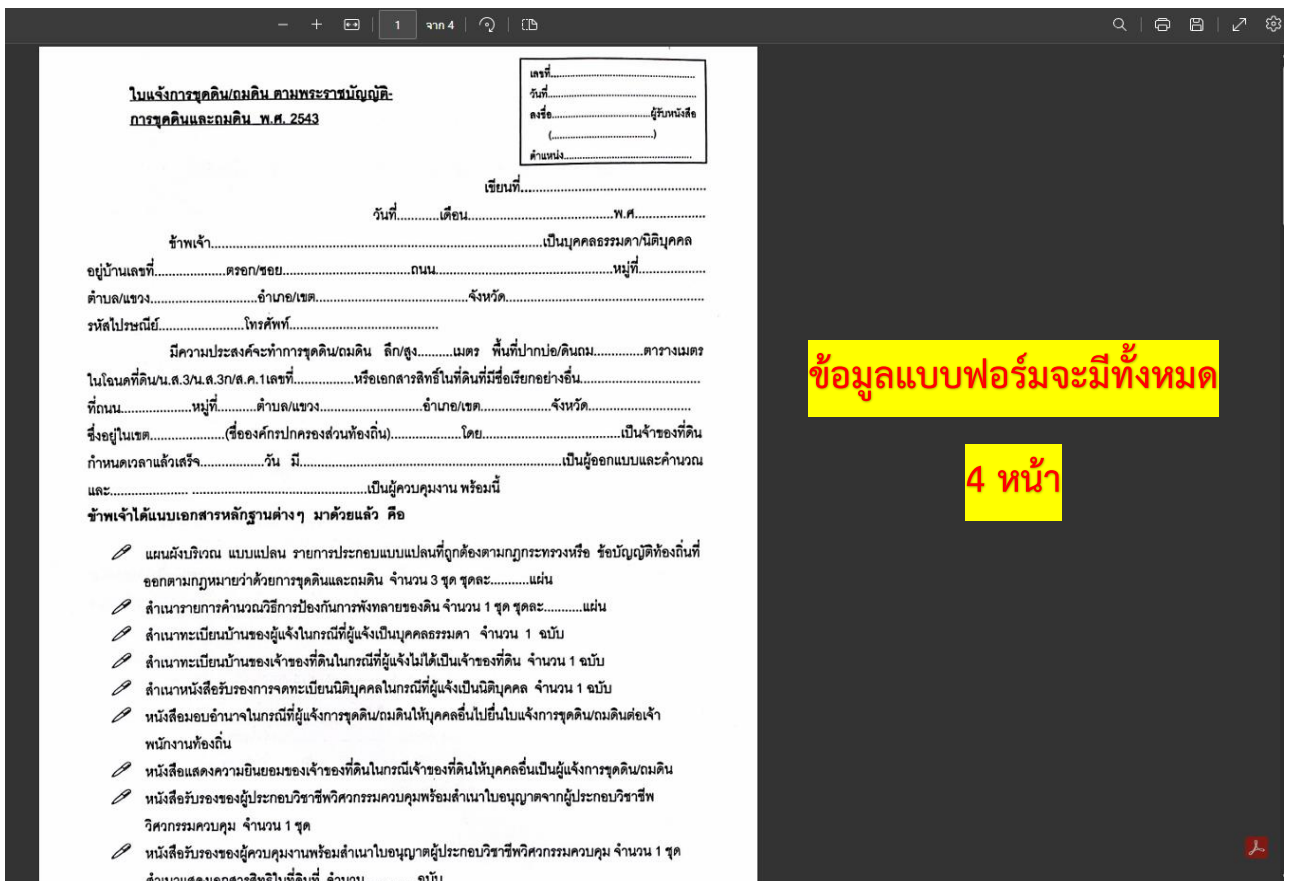 1 จาก 4
ใบแจ้งการขุดดิน/ถมดิน ตามพระราชบัญญัติ-
การขุดดินและถมดิน พ.ศ. 2543
เลขที่.................................................
วันที่.................................................
ลงชื่อ..................................ผู้รับหนังสือ
(...................................)
ตำแหน่ง............................................
เขียนที่..................................................
วันที่............เดือน.........................................พ.ศ....................
ข้าพเจ้า..............................................................................................เป็นบุคคลธรรมดา/นิติบุคคล
อยู่บ้านเลขที่....................ตรอก/ซอย....................................ถนน..................................................หมู่ที่...................
ตำบล/แขวง..............................อำเภอ/เขต...........................................จังหวัด........................................................
รหัสไปรษณีย์........................โทรศัพท์..........................................
มีความประสงค์จะทำการขุดดิน/ถมดิน ลึก/สูง..........เมตร พื้นที่ปากบ่อ/ดินถม..............ตารางเมตร
ในโฉนดที่ดิน/น.ส.3/น.ส.3ก/ส.ค.1เลขที่.................หรือเอกสารสิทธิ์ในที่ดินที่มีชื่อเรียกอย่างอื่น..................................
ที่ถนน....................หมู่ที่...........ตำบล/แขวง.............................อำเภอ/เขต....................จังหวัด.............................
ซึ่งอยู่ในเขต.....................(ชื่อองค์กรปกครองส่วนท้องถิ่น)....................โดย.......................................เป็นเจ้าของที่ดิน
กำหนดเวลาแล้วเสร็จ..................วัน มี..........................................................................เป็นผู้ออกแบบและคำนวณ
และ...................... .................................................เป็นผู้ควบคุมงาน พร้อมนี้
ข้าพเจ้าได้แนบเอกสารหลักฐานต่างๆ มาด้วยแล้ว คือ
แผนผังบริเวณ แบบแปลน รายการประกอบแบบแปลนที่ถูกต้องตามกฎกระทรวงหรือ ข้อบัญญัติท้องถิ่นที่
ออกตามกฎหมายว่าด้วยการขุดดินและถมดิน จำนวน 3 ชุด ชุดละ...........แผ่น
สำเนารายการคำนวณวิธีการป้องกันการพังทลายของดิน จำนวน 1 ชุด ชุดละ...........แผ่น
สำเนาทะเบียนบ้านของผู้แจ้งในกรณีที่ผู้แจ้งเป็นบุคคลธรรมดา จำนวน 1 ฉบับ
สำเนาทะเบียนบ้านของเจ้าของที่ดินในกรณีที่ผู้แจ้งไม่ได้เป็นเจ้าของที่ดิน จำนวน 1 ฉบับ
สำเนาหนังสือรับรองการจดทะเบียนนิติบุคคลในกรณีที่ผู้แจ้งเป็นนิติบุคคล จำนวน 1 ฉบับ
หนังสือมอบอำนาจในกรณีที่ผู้แจ้งการขุดดิน/ถมดินให้บุคคลอื่นไปยื่นใบแจ้งการขุดดิน/ถมดินต่อเจ้า
พนักงานท้องถิ่น
หนังสือแสดงความยินยอมของเจ้าของที่ดินในกรณีเจ้าของที่ดินให้บุคคลอื่นเป็นผู้แจ้งการขุดดิน/ถมดิน
หนังสือรับรองของผู้ประกอบวิชาชีพวิศวกรรมควบคุมพร้อมสำเนาใบอนุญาตจากผู้ประกอบวิชาชีพ
วิศวกรรมควบคุม จำนวน 1 ชุด
หนังสือรับรองของผู้ควบคุมงานพร้อมสำเนาใบอนุญาตผู้ประกอบวิชาชีพวิศวกรรมควบคุม จำนวน 1 ชุด
สำเนาแสดงเอกสารสิทธิในที่ดินที่ จำนวน...............ฉบับ
ข้อมูลแบบฟอร์มจะมีทั้งหมด
4 หน้า